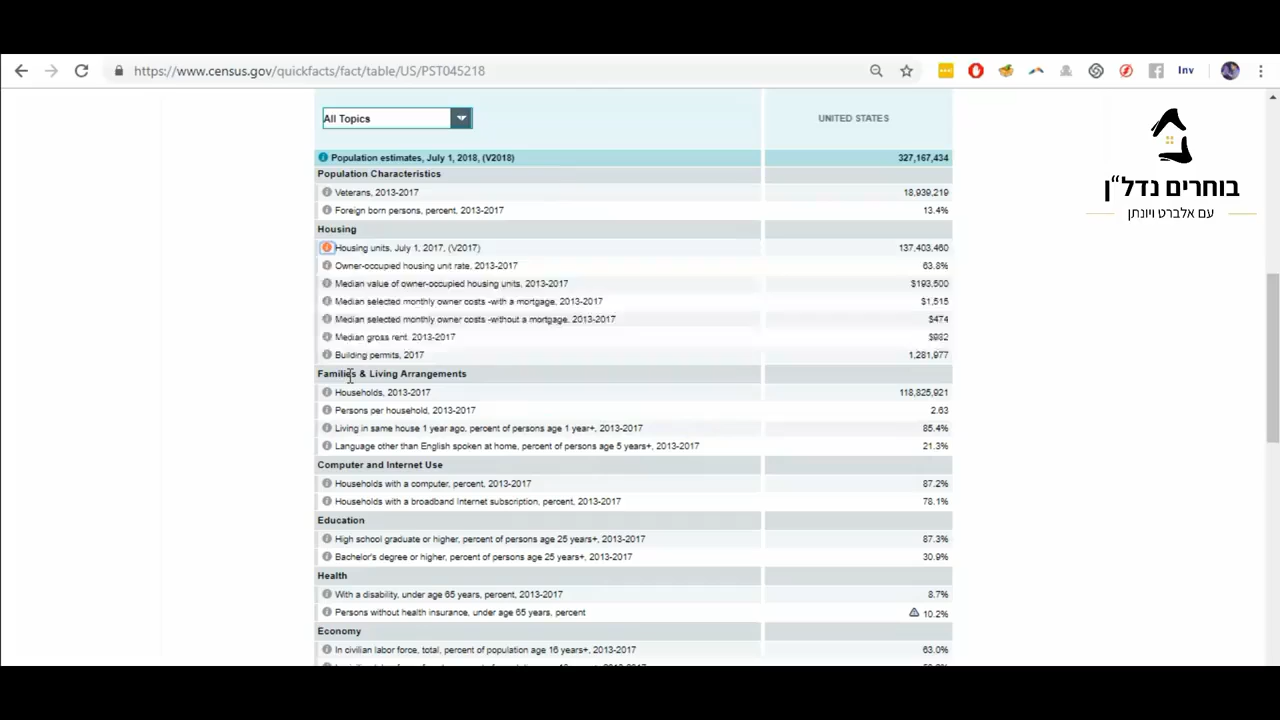 https://www.census.gov/quickfacts/fact/table/US/PST045218
Inv
All Topics
UNITED STATES
Population estimates, July 1, 2018, (V2018) 327,167,434
Population Characteristics
Veterans, 2013-2017 18,939,219
Foreign born persons, percent, 2013-2017 13.4%
Housing
Housing units, July 1, 2017, (V2017) 137,403,460
Owner-occupied housing unit rate, 2013-2017 63.8%
Median value of owner-occupied housing units, 2013-2017 $193,500
Median selected monthly owner costs -with a mortgage, 2013-2017 $1,515
Median selected monthly owner costs -without a mortgage, 2013-2017 $474
Median gross rent, 2013-2017 $982
Building permits, 2017 1,281,977
Families & Living Arrangements
Households, 2013-2017 118,825,921
Persons per household, 2013-2017 2.63
Living in same house 1 year ago, percent of persons age 1 year+, 2013-2017 85.4%
Language other than English spoken at home, percent of persons age 5 years+, 2013-2017 21.3%
Computer and Internet Use
Households with a computer, percent, 2013-2017 87.2%
Households with a broadband Internet subscription, percent, 2013-2017 78.1%
Education
High school graduate or higher, percent of persons age 25 years+, 2013-2017 87.3%
Bachelor's degree or higher, percent of persons age 25 years+, 2013-2017 30.9%
Health
With a disability, under age 65 years, percent, 2013-2017 8.7%
Persons without health insurance, under age 65 years, percent 10.2%
Economy
In civilian labor force, total, percent of population age 16 years+, 2013-2017 63.0%
בוחרים נדל"ן
עם אלברט ויונתן